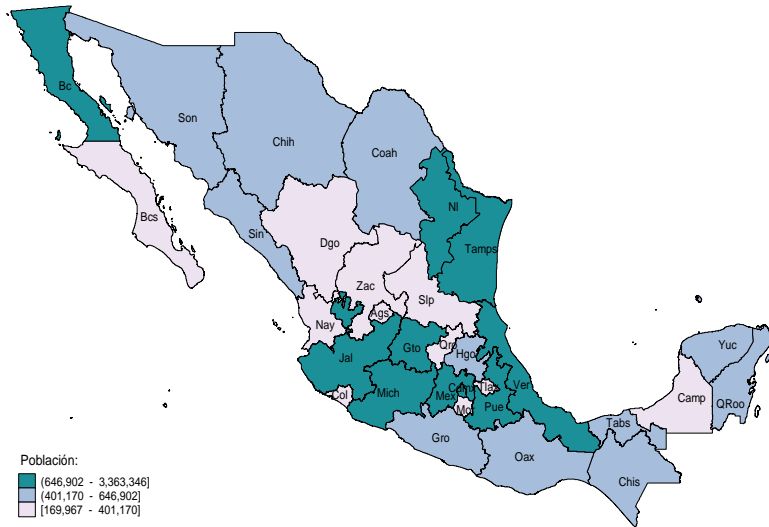 Bc
Son
Chih
Coah
Bcs
Nl
Sin
Dgo
Tamps
Zac
Slp
Nay
Ags
Yuc
Qro
Jal
Gto
Hgo
Ver
Col
Mich
Mex
Cdmx
Tlax
Camp
QRoo
Mor
Pue
Tabs
Gro
Oax
Chis
Población:
(646,902 - 3,363,346]
(401,170 - 646,902]
[169,967 - 401,170]